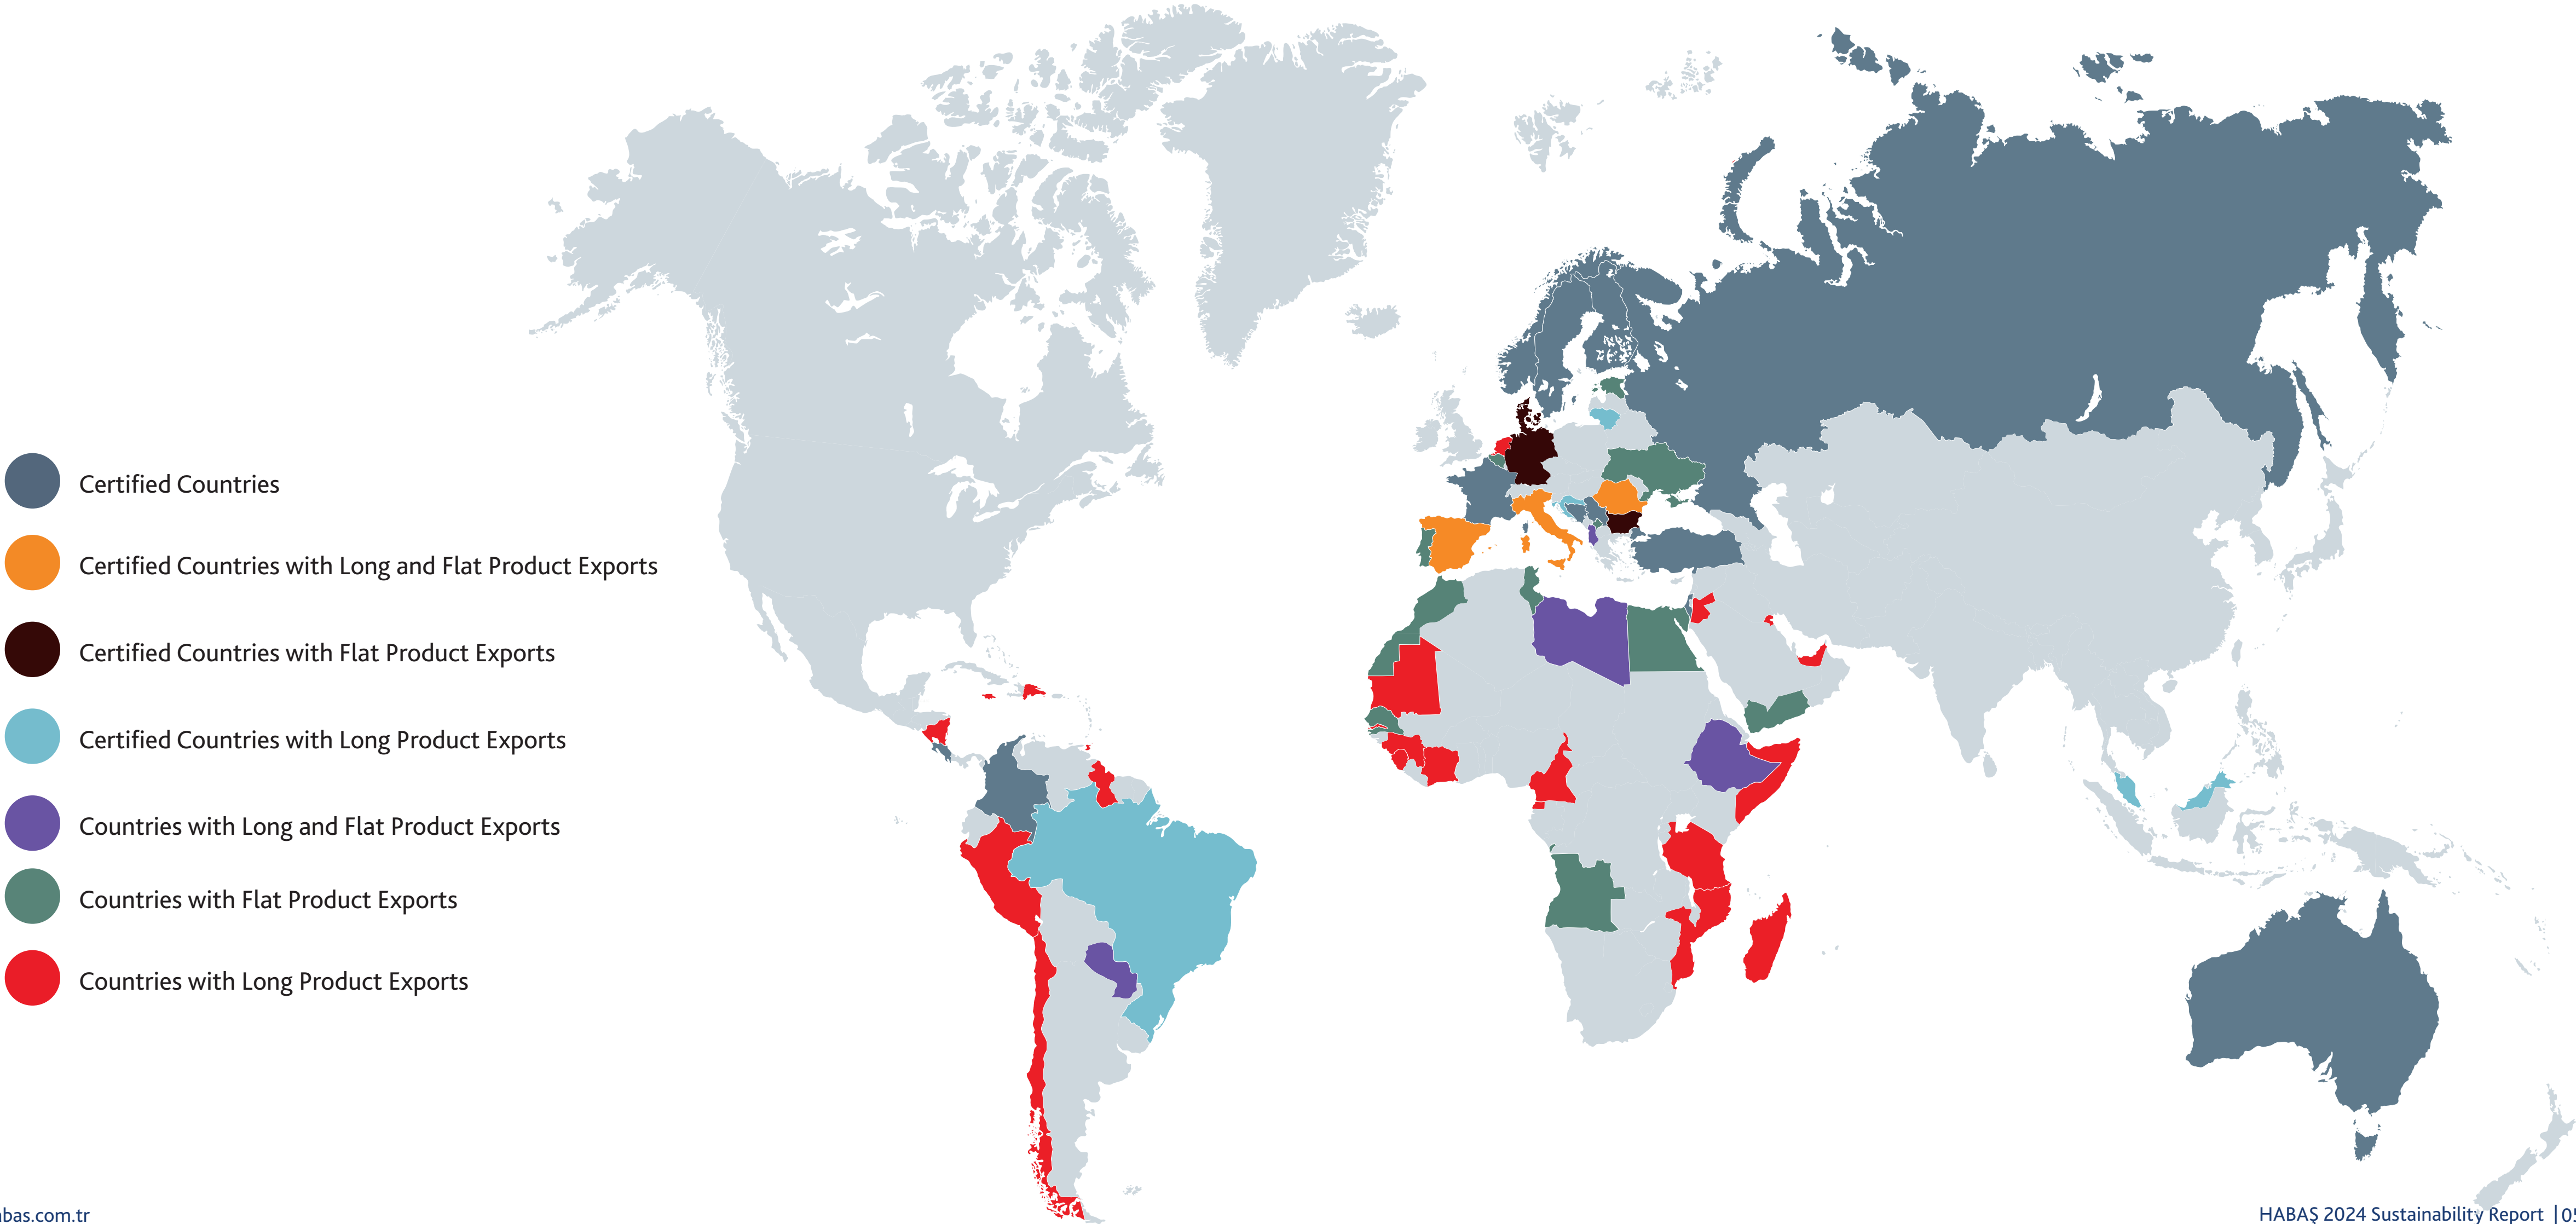 Certified Countries
Certified Countries with Long and Flat Product Exports
Certified Countries with Flat Product Exports
Certified Countries with Long Product Exports
Countries with Long and Flat Product Exports
Countries with Flat Product Exports
Countries with Long Product Exports
abas.com.tr
HABAŞ 2024 Sustainability Report | 05